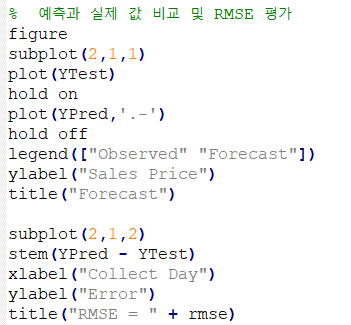 %  예측과 실제 값 비교 및 RMSE 평가
figure
subplot(2,1,1)
plot(YTest)
hold on
plot(YPred,'.-')
hold off
legend(["Observed" "Forecast"])
ylabel("Sales Price")
title("Forecast")
subplot(2,1,2)
stem(YPred - YTest)
xlabel("Collect Day")
ylabel("Error")
title("RMSE = " + rmse)